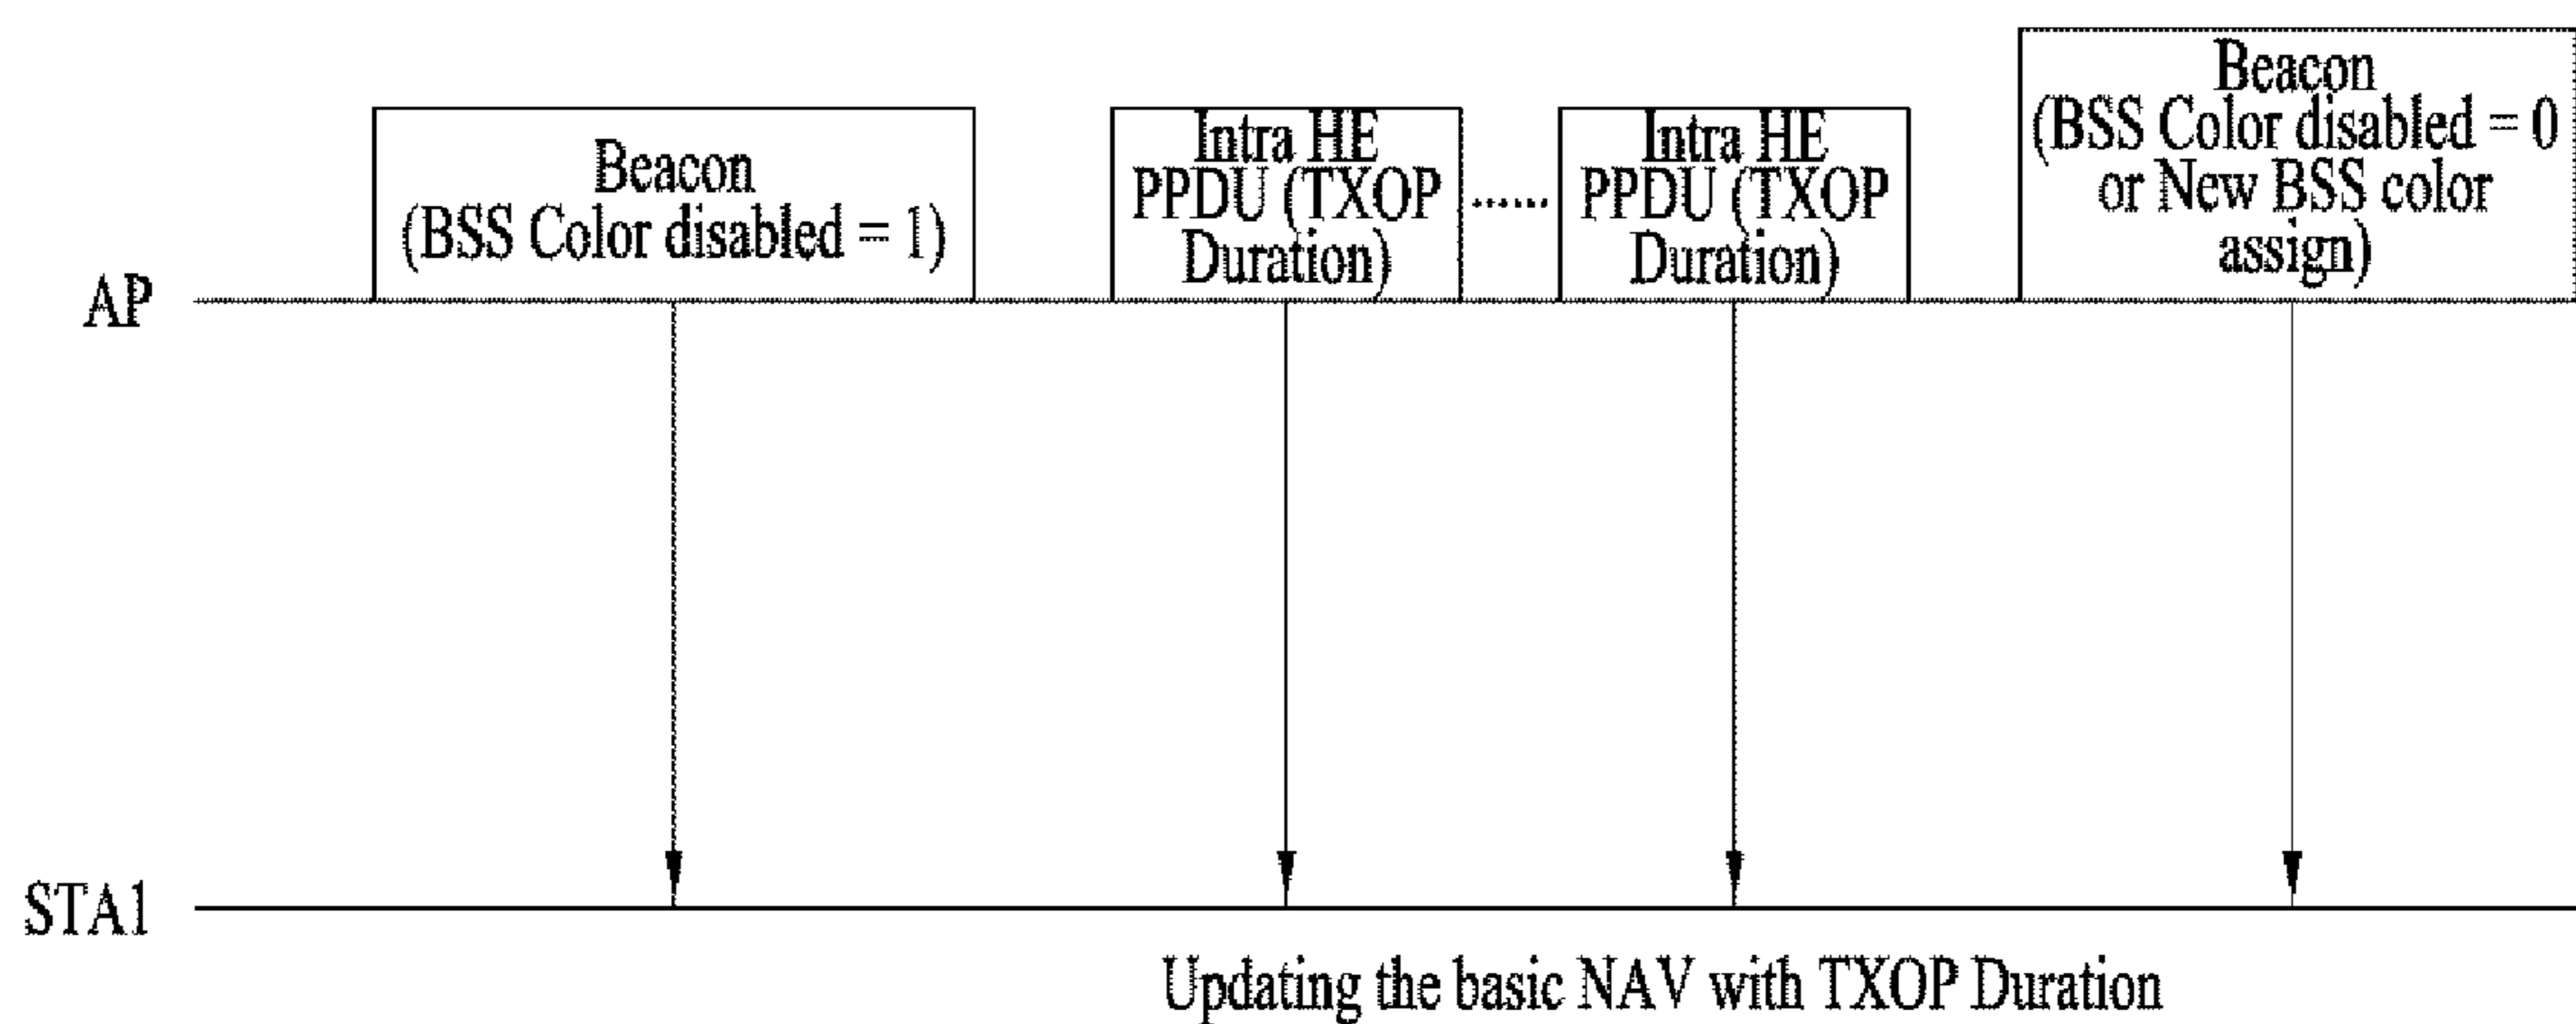 Beacon
(BSS Color disabled = 1)
Intra HE
PPDU (TXOP
Duration)
......
Intra HE
PPDU (TXOP
Duration)
Beacon
(BSS Color disabled = 0
or New BSS color
assign)
AP
STA1
Updating the basic NAV with TXOP Duration